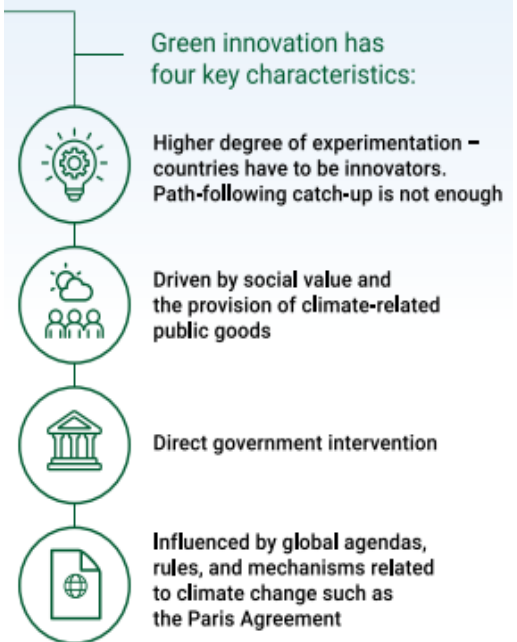 Green innovation has
four key characteristics:
Higher degree of experimentation –
countries have to be innovators.
Path-following catch-up is not enough
Driven by social value and
the provision of climate-related
public goods
Direct government intervention
Influenced by global agendas,
rules, and mechanisms related
to climate change such as
the Paris Agreement